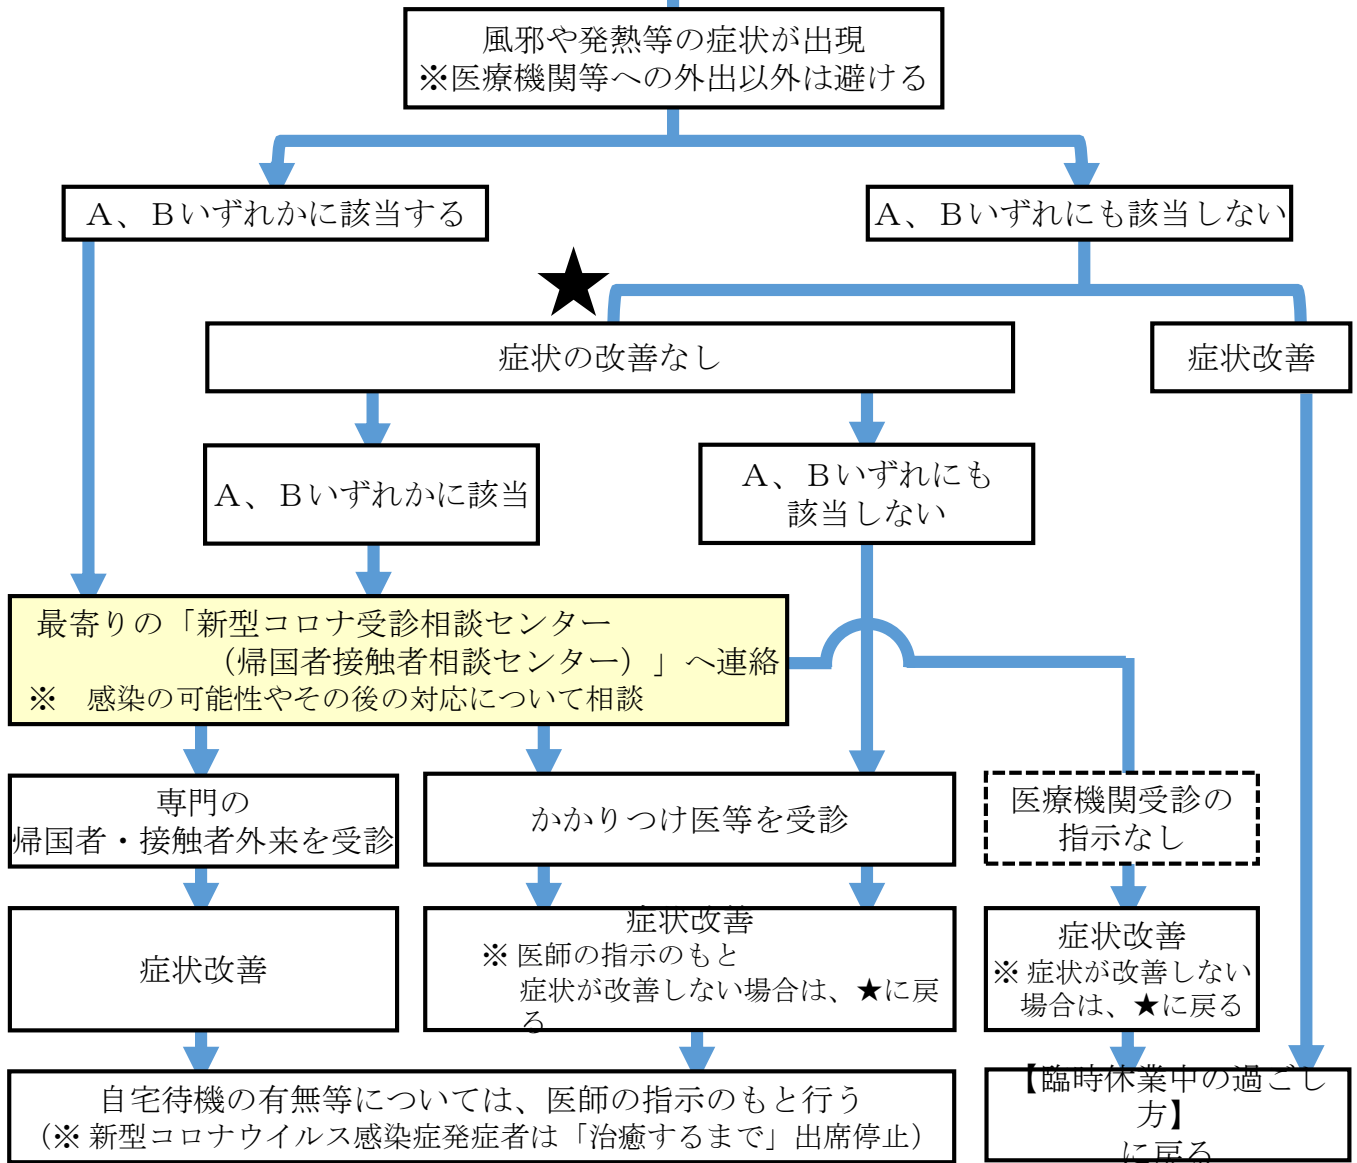 風邪や発熱等の症状が出現
※医療機関等への外出以外は避ける
Ａ、Ｂいずれかに該当する
Ａ、Ｂいずれにも該当しない
★
症状の改善なし
症状改善
Ａ、Ｂいずれかに該当
Ａ、Ｂいずれにも
該当しない
最寄りの「新型コロナ受診相談センター
（帰国者接触者相談センター）」へ連絡
※　感染の可能性やその後の対応について相談
専門の
帰国者・接触者外来を受診
かかりつけ医等を受診
医療機関受診の
指示なし
症状改善
症状改善
※ 医師の指示のもと
症状が改善しない場合は、★に戻
る
症状改善
※ 症状が改善しない
場合は、★に戻る
自宅待機の有無等については、医師の指示のもと行う
（※ 新型コロナウイルス感染症発症者は「治癒するまで」出席停止）
【臨時休業中の過ごし
方】
に戻る